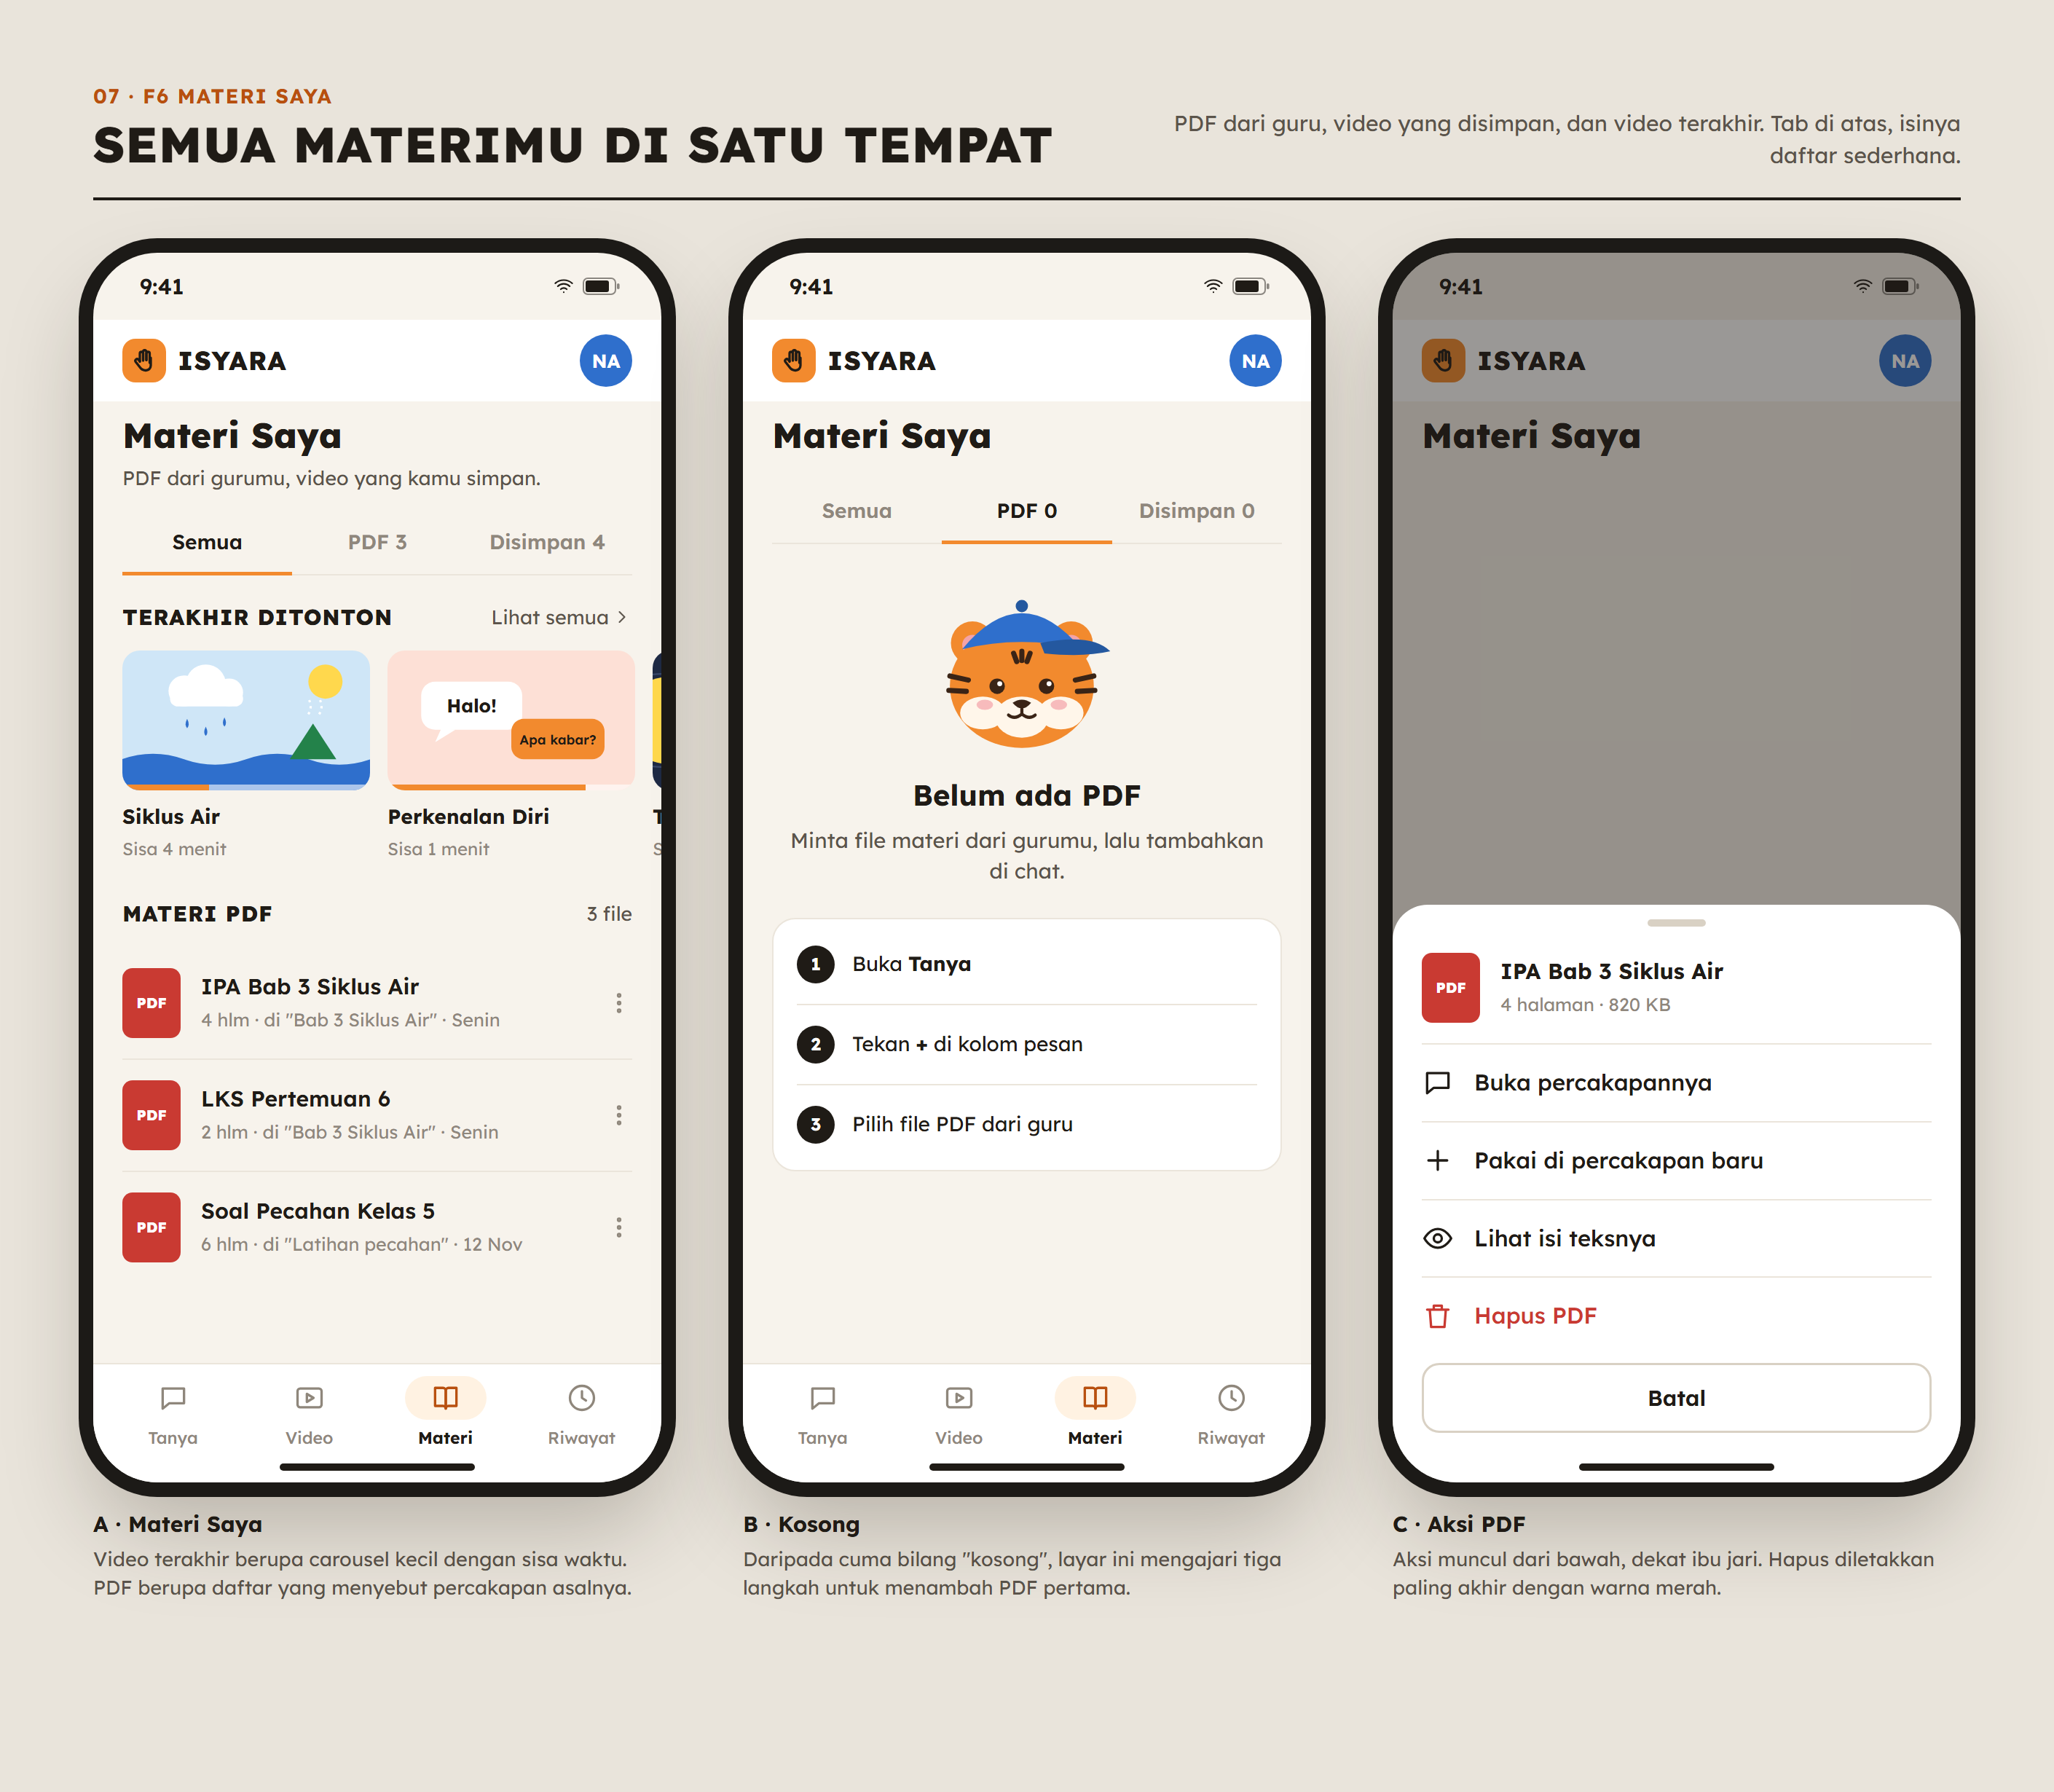 07 · F6 MATERI SAYA
SEMUA MATERIMU DI SATU TEMPAT
PDF dari guru, video yang disimpan, dan video terakhir. Tab di atas, isinya
daftar sederhana.
9:41
ISYARA
NA
Materi Saya
PDF dari gurumu, video yang kamu simpan.
Semua
PDF 3
Disimpan 4
TERAKHIR DITONTON
Lihat semua
Halo!
Apa kabar?
Siklus Air
Sisa 4 menit
Perkenalan Diri
Sisa 1 menit
MATERI PDF
3 file
PDF
IPA Bab 3 Siklus Air
4 hlm · di "Bab 3 Siklus Air" · Senin
PDF
LKS Pertemuan 6
2 hlm · di "Bab 3 Siklus Air" · Senin
PDF
Soal Pecahan Kelas 5
6 hlm · di "Latihan pecahan" · 12 Nov
Tanya
Video
Materi
Riwayat
A · Materi Saya
Video terakhir berupa carousel kecil dengan sisa waktu.
PDF berupa daftar yang menyebut percakapan asalnya.
9:41
ISYARA
NA
Materi Saya
Semua
PDF 0
Disimpan 0
Belum ada PDF
Minta file materi dari gurumu, lalu tambahkan
di chat.
1 Buka Tanya
2 Tekan + di kolom pesan
3 Pilih file PDF dari guru
Tanya
Video
Materi
Riwayat
B · Kosong
Daripada cuma bilang "kosong", layar ini mengajari tiga
langkah untuk menambah PDF pertama.
9:41
ISYARA
NA
Materi Saya
PDF
IPA Bab 3 Siklus Air
4 halaman · 820 KB
Buka percakapannya
Pakai di percakapan baru
Lihat isi teksnya
Hapus PDF
Batal
C · Aksi PDF
Aksi muncul dari bawah, dekat ibu jari. Hapus diletakkan
paling akhir dengan warna merah.